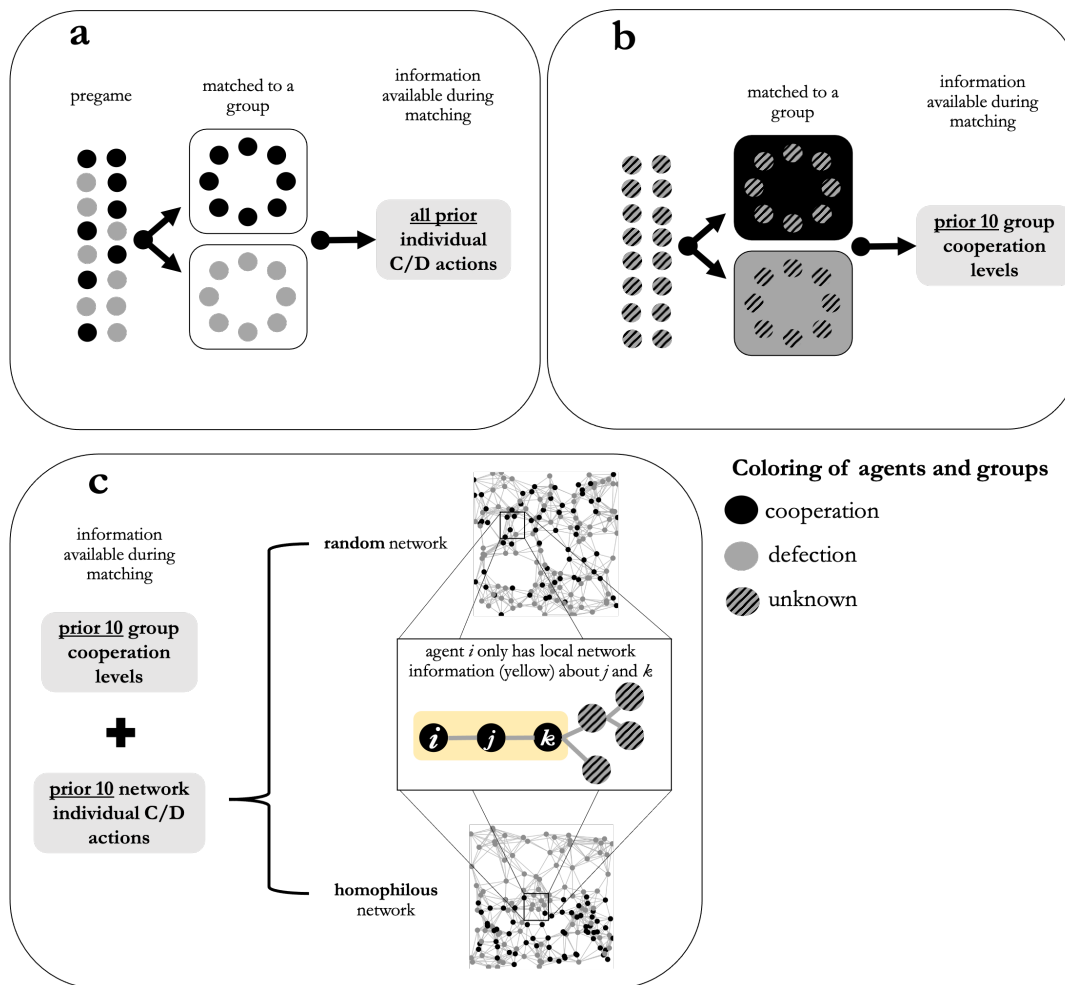 a
pregame
matched to a
group
information
available during
matching
all prior
individual
C/D actions
b
matched to a
group
information
available during
matching
prior 10 group
cooperation
levels
c
information
available during
matching
prior 10 group
cooperation
levels
prior 10 network
individual C/D
actions
random network
agent i only has local network
information (yellow) about j and k
i j k
homophilous
network
Coloring of agents and groups
cooperation
defection
unknown